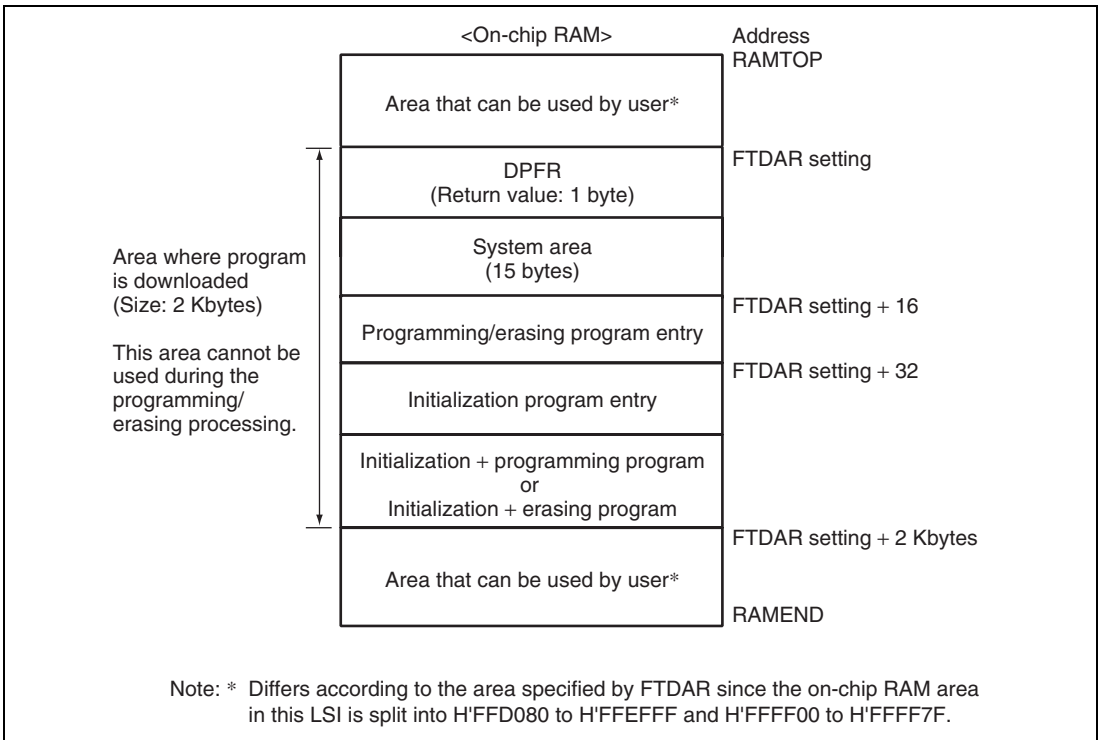 <On-chip RAM>
Address
RAMTOP
Area that can be used by user*
FTDAR setting
DPFR
(Return value: 1 byte)
System area
(15 bytes)
Area where program
is downloaded
(Size: 2 Kbytes)
This area cannot be
used during the
programming/
erasing processing.
FTDAR setting + 16
Programming/erasing program entry
FTDAR setting + 32
Initialization program entry
Initialization + programming program
or
Initialization + erasing program
FTDAR setting + 2 Kbytes
Area that can be used by user*
RAMEND
Note: * Differs according to the area specified by FTDAR since the on-chip RAM area
in this LSI is split into H'FFD080 to H'FFEFFF and H'FFFF00 to H'FFFF7F.